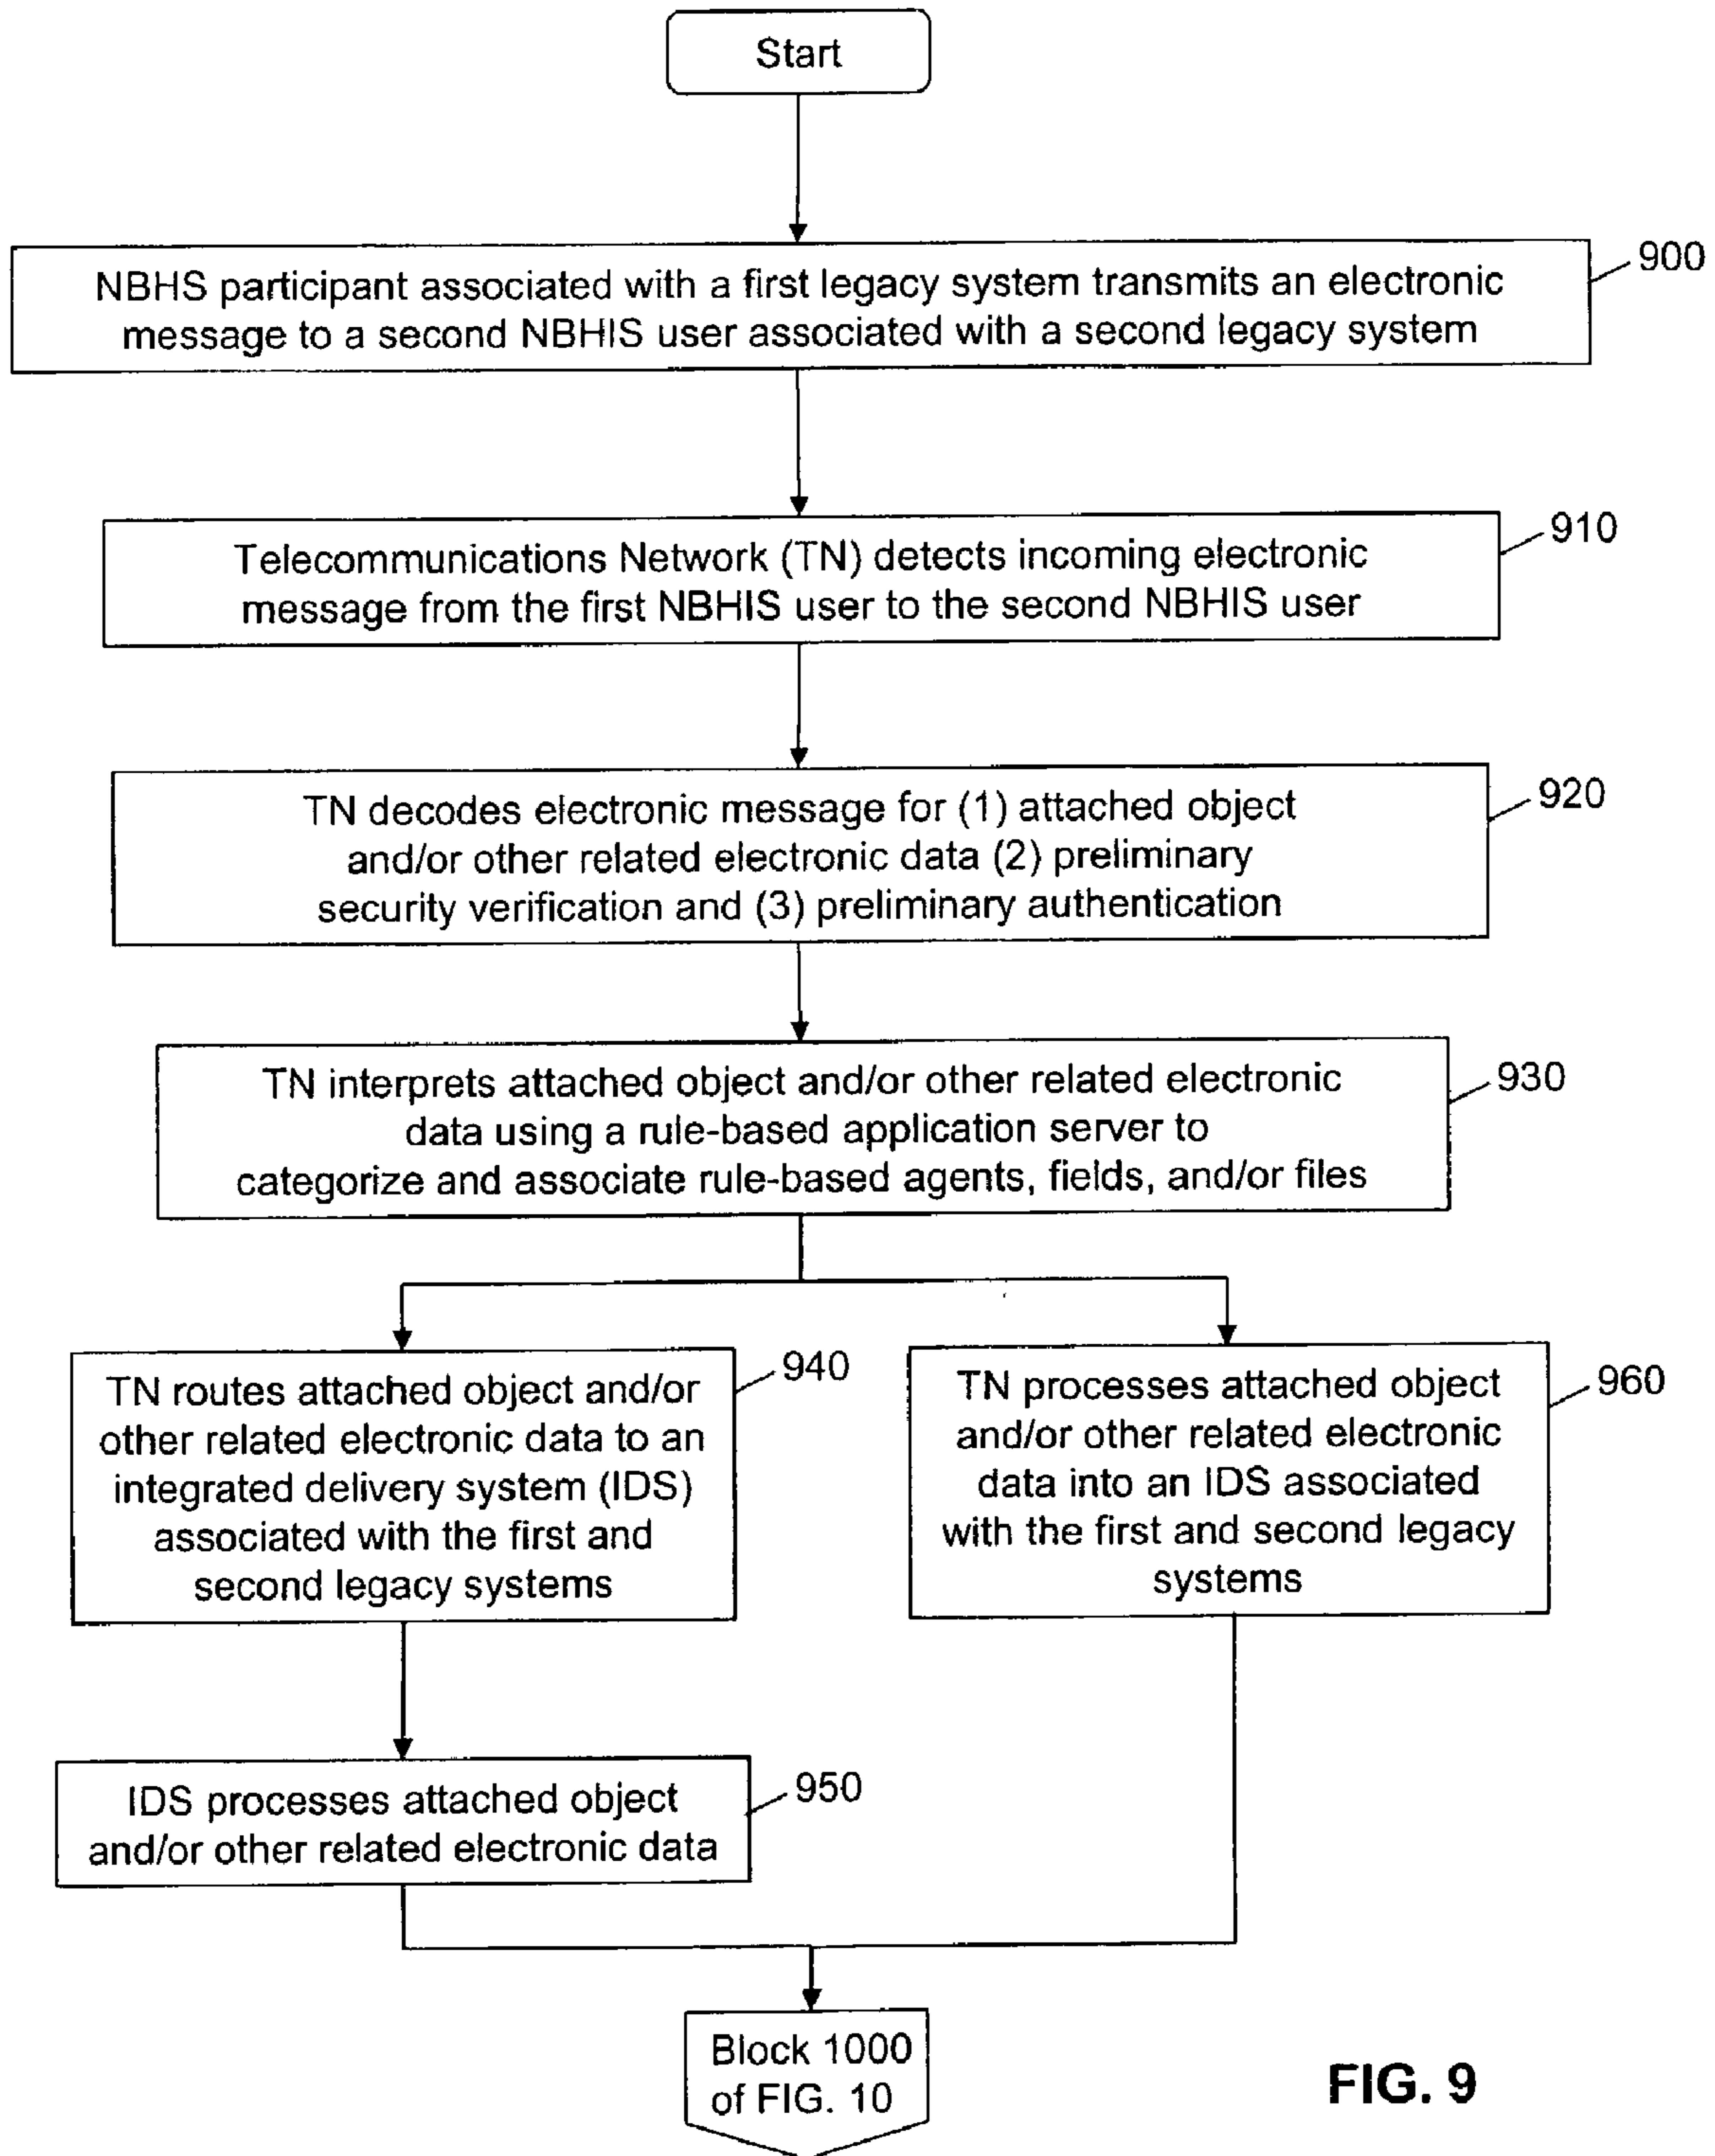 Start
900
NBHS participant associated with a first legacy system transmits an electronic
message to a second NBHIS user associated with a second legacy system
910
Telecommunications Network (TN) detects incoming electronic
message from the first NBHIS user to the second NBHIS user
920
TN decodes electronic message for (1) attached object
and/or other related electronic data (2) preliminary
security verification and (3) preliminary authentication
930
TN interprets attached object and/or other related electronic
data using a rule-based application server to
categorize and associate rule-based agents, fields, and/or files
940
TN routes attached object and/or
other related electronic data to an
integrated delivery system (IDS)
associated with the first and
second legacy systems
960
TN processes attached object
and/or other related electronic
data into an IDS associated
with the first and second legacy
systems
950
IDS processes attached object
and/or other related electronic data
Block 1000
of FIG. 10
FIG. 9